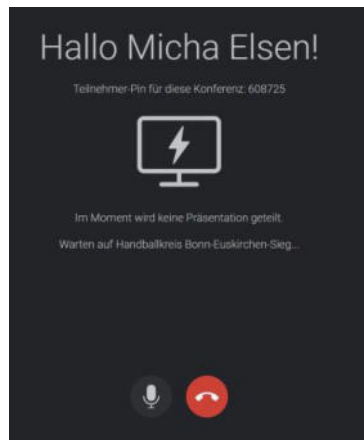 Hallo Micha Elsen!
Teilnehmer-Pin für diese Konferenz: 608725
Im Moment wird keine Präsentation geteilt.
Warten auf Handballkreis Bonn-Euskirchen-Sieg...